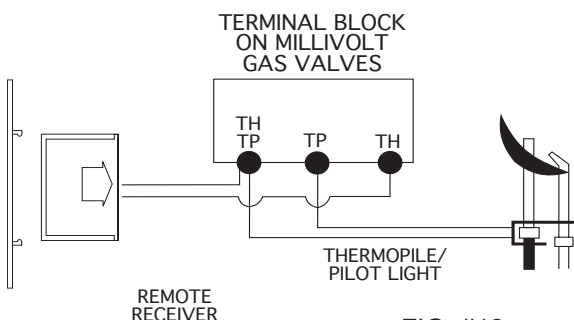 TERMINAL BLOCK
ON MILLIVOLT
GAS VALVES
TH
TP
TP
TH
THERMOPILE/
PILOT LIGHT
REMOTE
RECEIVER